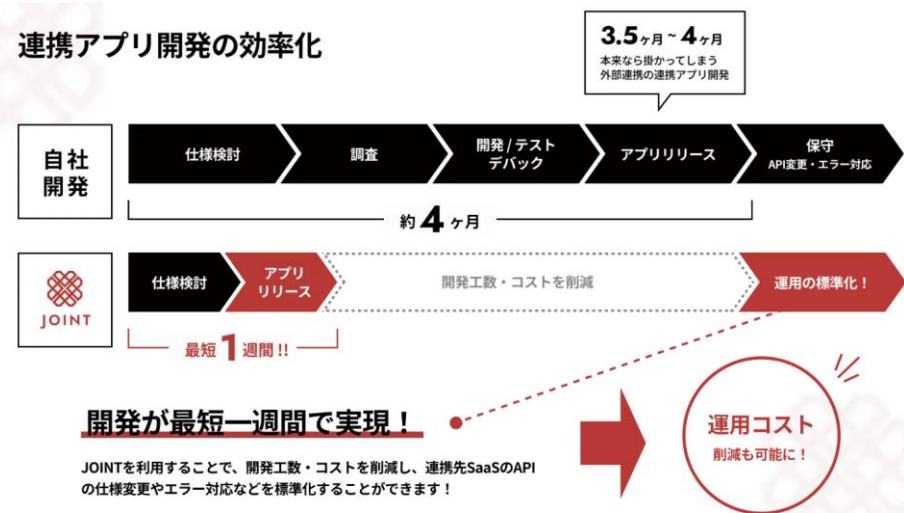 連携アプリ開発の効率化
3.5ヶ月 ~ 4ヶ月
本来なら掛かってしまう
外部連携の連携アプリ開発
自社
開発
仕様検討
調査
開発 / テスト
デバック
アプリリリース
保守
API変更・エラー対応
約4ヶ月
JOINT
仕様検討
アプリ
リリース
開発工数・コストを削減
運用の標準化！
最短1週間!!
開発が最短一週間で実現！
JOINTを利用することで、開発工数・コストを削減し、連携先SaaSのAPI
の仕様変更やエラー対応などを標準化することができます！
運用コスト
削減も可能に！